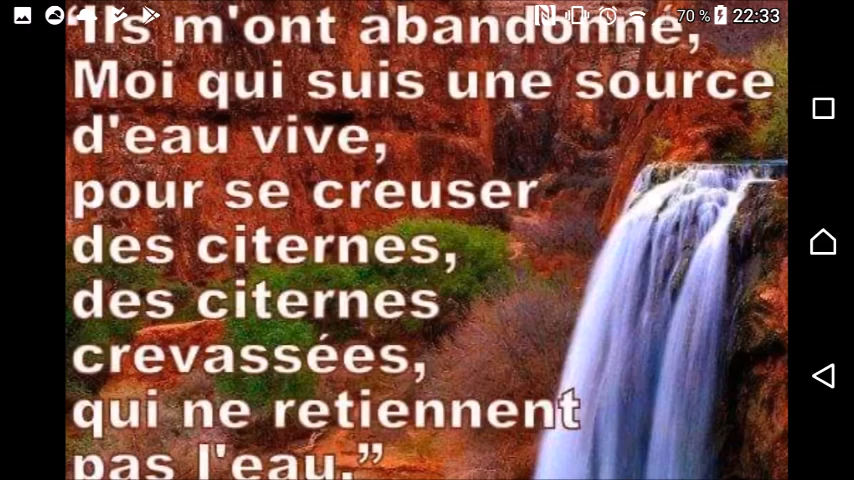 70 % 22:33
“Ils m'ont abandonné,
Moi qui suis une source
d'eau vive,
pour se creuser
des citernes,
des citernes
crevassées,
qui ne retiennent
pas l'eau.”